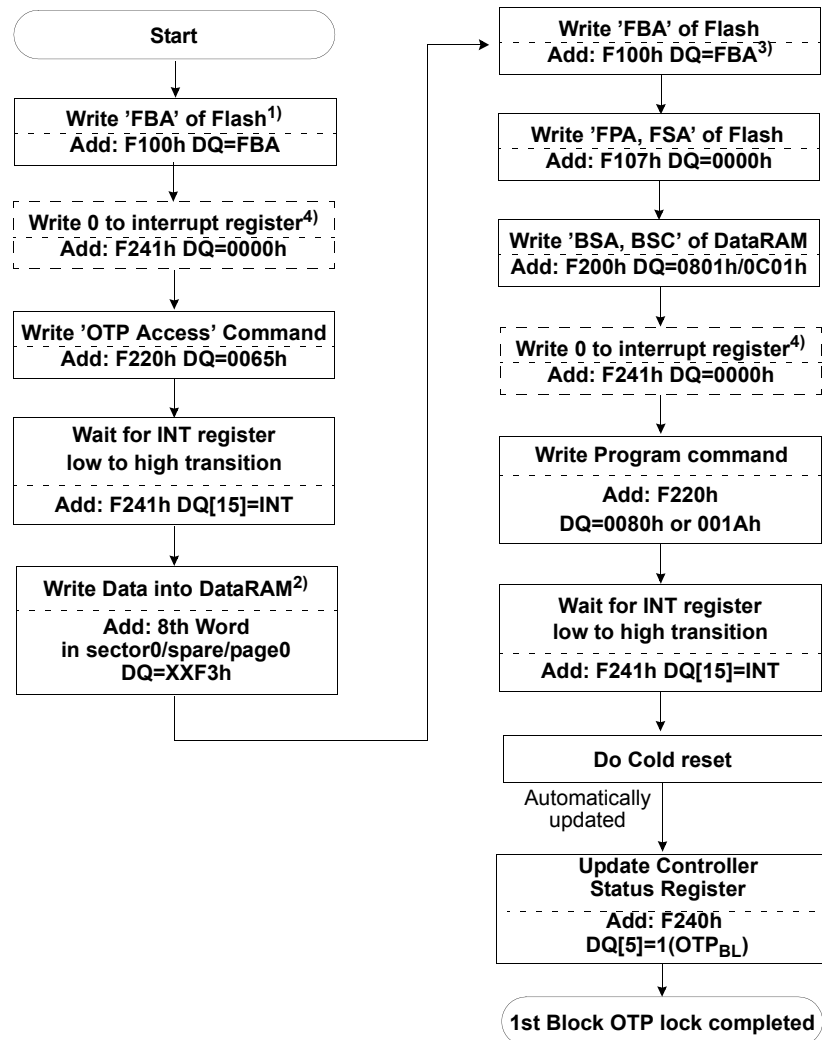 Start
Write ’FBA’ of Flash1)
Add: F100h DQ=FBA
Write 0 to interrupt register4)
Add: F241h DQ=0000h
Write ’OTP Access’ Command
Add: F220h DQ=0065h
Wait for INT register
low to high transition
Add: F241h DQ[15]=INT
Write Data into DataRAM2)
Add: 8th Word
in sector0/spare/page0
DQ=XXF3h
Write ’FBA’ of Flash
Add: F100h DQ=FBA3)
Write ’FPA, FSA’ of Flash
Add: F107h DQ=0000h
Write ’BSA, BSC’ of DataRAM
Add: F200h DQ=0801h/0C01h
Write 0 to interrupt register4)
Add: F241h DQ=0000h
Write Program command
Add: F220h
DQ=0080h or 001Ah
Wait for INT register
low to high transition
Add: F241h DQ[15]=INT
Do Cold reset
Automatically
updated
Update Controller
Status Register
Add: F240h
DQ[5]=1(OTPBL)
1st Block OTP lock completed